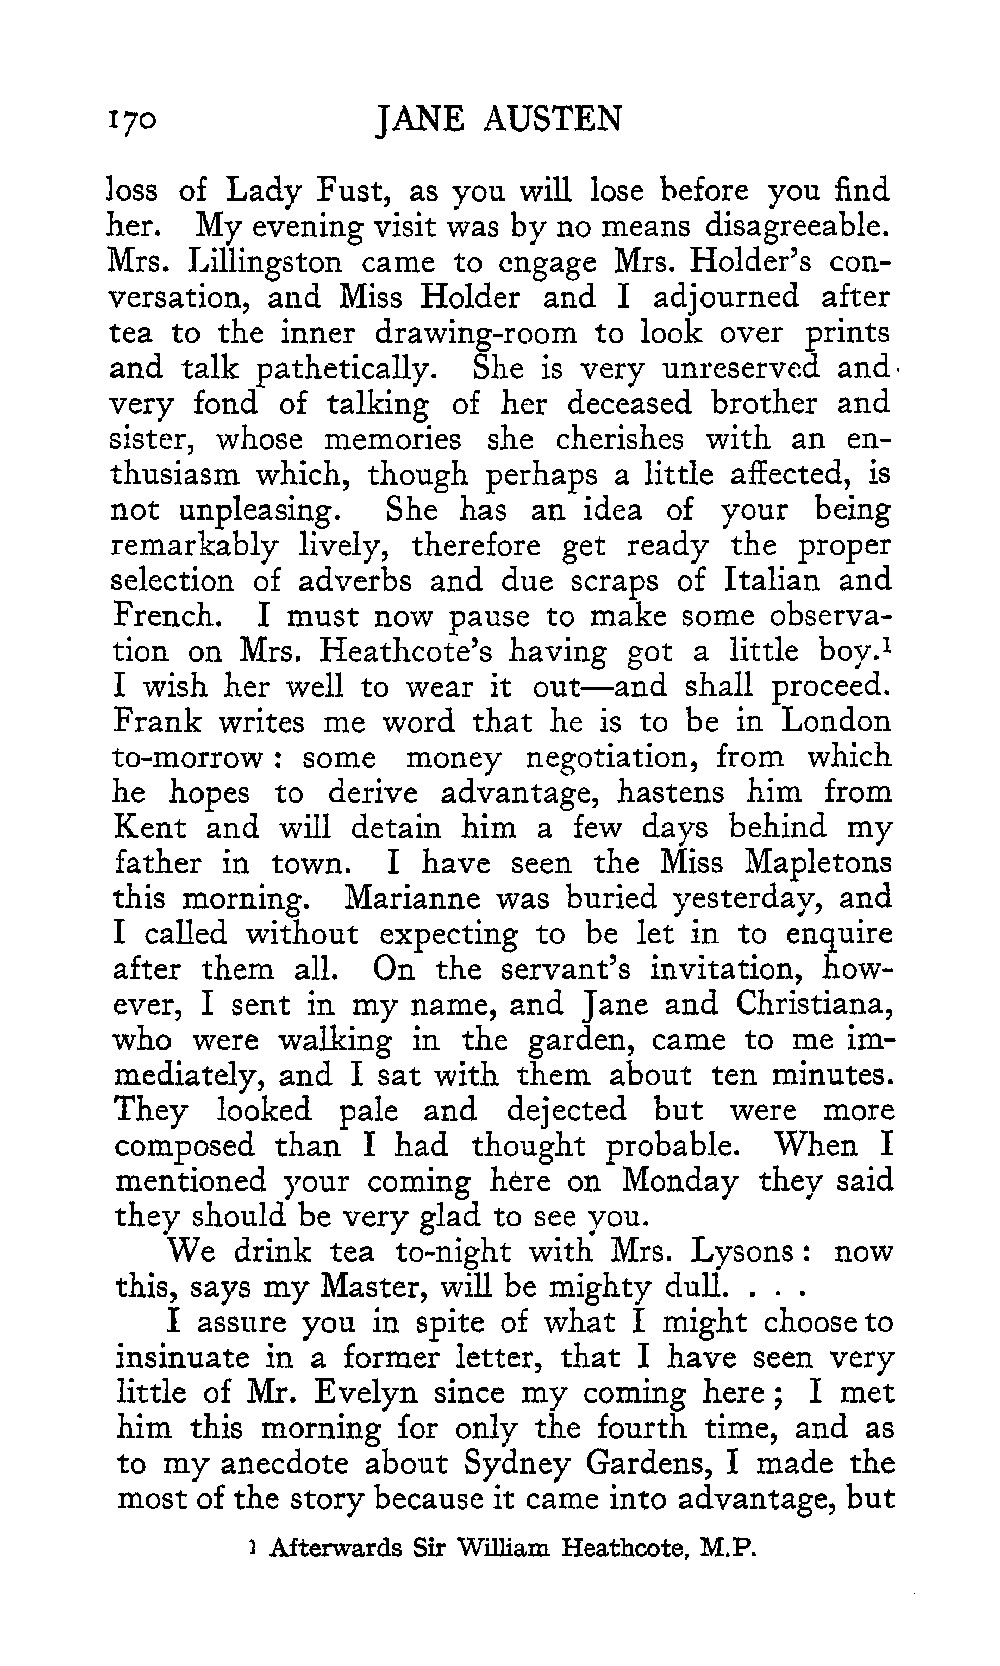 170 JANE AUSTEN
loss of Lady Fust, as you will lose before you find
her. My evening visit was by no means disagreeable.
Mrs. Lillingston came to engage Mrs. Holder's con-
versation, and Miss Holder and I adjourned after
tea to the inner drawing-room to look over prints
and talk pathetically. She is very unreserved and
very fond of talking of her deceased brother and
sister, whose memories she cherishes with an en-
thusiasm which, though perhaps a little affected, is
not unpleasing. She has an idea of your being
remarkably lively, therefore get ready the proper
selection of adverbs and due scraps of Italian and
French. I must now pause to make some observa-
tion on Mrs. Heathcote's having got a little boy.¹
I wish her well to wear it out—and shall proceed.
Frank writes me word that he is to be in London
to-morrow : some money negotiation, from which
he hopes to derive advantage, hastens him from
Kent and will detain him a few days behind my
father in town. I have seen the Miss Mapletons
this morning. Marianne was buried yesterday, and
I called without expecting to be let in to enquire
after them all. On the servant's invitation, how-
ever, I sent in my name, and Jane and Christiana,
who were walking in the garden, came to me im-
mediately, and I sat with them about ten minutes.
They looked pale and dejected but were more
composed than I had thought probable. When I
mentioned your coming here on Monday they said
they should be very glad to see you.
We drink tea to-night with Mrs. Lysons : now
this, says my Master, will be mighty dull. . . .
I assure you in spite of what I might choose to
insinuate in a former letter, that I have seen very
little of Mr. Evelyn since my coming here ; I met
him this morning for only the fourth time, and as
to my anecdote about Sydney Gardens, I made the
most of the story because it came into advantage, but
¹ Afterwards Sir William Heathcote, M.P.